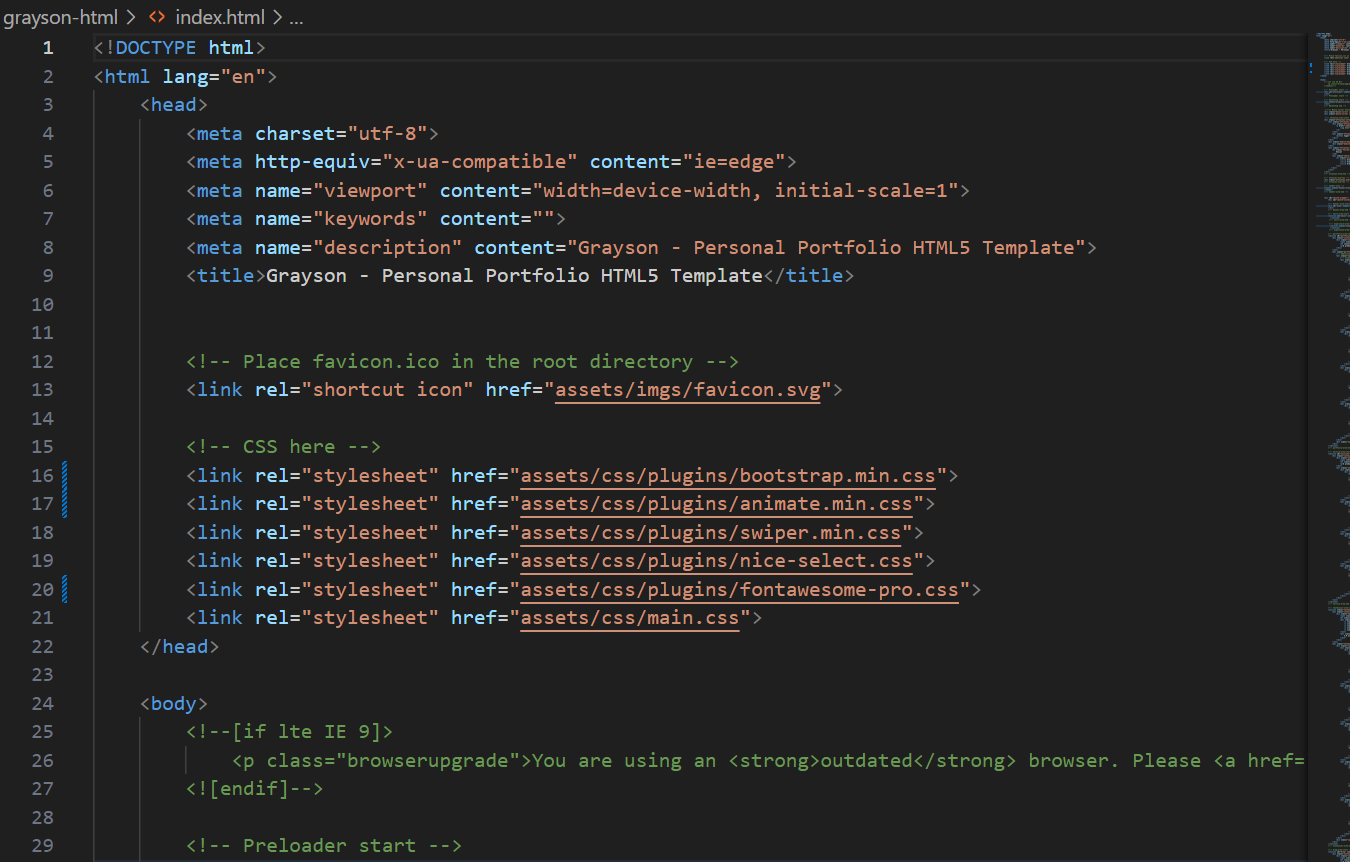 grayson-html > <> index.html > ...
1 <!DOCTYPE html>
2 <html lang="en">
3 <head>
4 <meta charset="utf-8">
5 <meta http-equiv="x-ua-compatible" content="ie=edge">
6 <meta name="viewport" content="width=device-width, initial-scale=1">
7 <meta name="keywords" content="">
8 <meta name="description" content="Grayson - Personal Portfolio HTML5 Template">
9 <title>Grayson - Personal Portfolio HTML5 Template</title>
10
11
12 <!-- Place favicon.ico in the root directory -->
13 <link rel="shortcut icon" href="assets/imgs/favicon.svg">
14
15 <!-- CSS here -->
16 <link rel="stylesheet" href="assets/css/plugins/bootstrap.min.css">
17 <link rel="stylesheet" href="assets/css/plugins/animate.min.css">
18 <link rel="stylesheet" href="assets/css/plugins/swiper.min.css">
19 <link rel="stylesheet" href="assets/css/plugins/nice-select.css">
20 <link rel="stylesheet" href="assets/css/plugins/fontawesome-pro.css">
21 <link rel="stylesheet" href="assets/css/main.css">
22 </head>
23
24 <body>
25 <!--[if lte IE 9]>
26 <p class="browserupgrade">You are using an <strong>outdated</strong> browser. Please <a href=
27 <![endif]-->
28
29 <!-- Preloader start -->